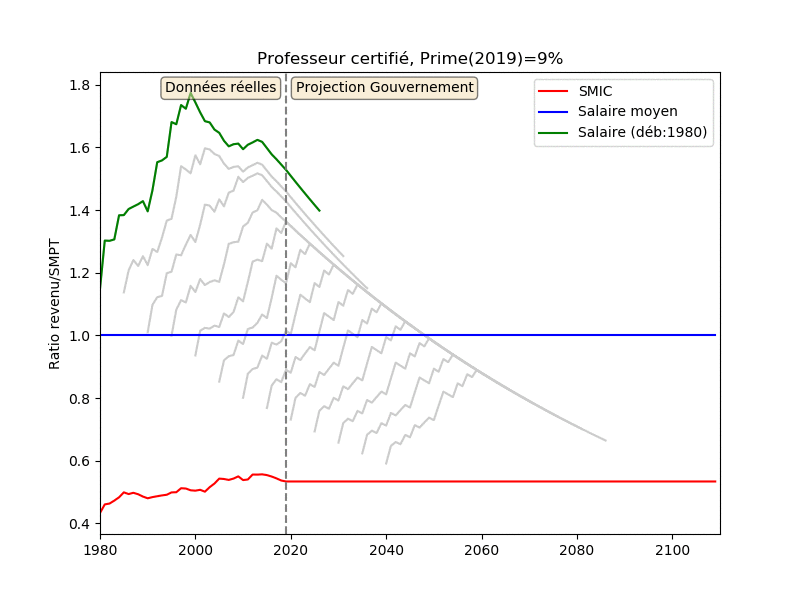 Professeur certifié, Prime(2019)=9%
Données réelles
Projection Gouvernement
SMIC
Salaire moyen
Salaire (déb:1980)
Ratio revenu/SMPT
1.8
1.6
1.4
1.2
1.0
0.8
0.6
0.4
1980
2000
2020
2040
2060
2080
2100